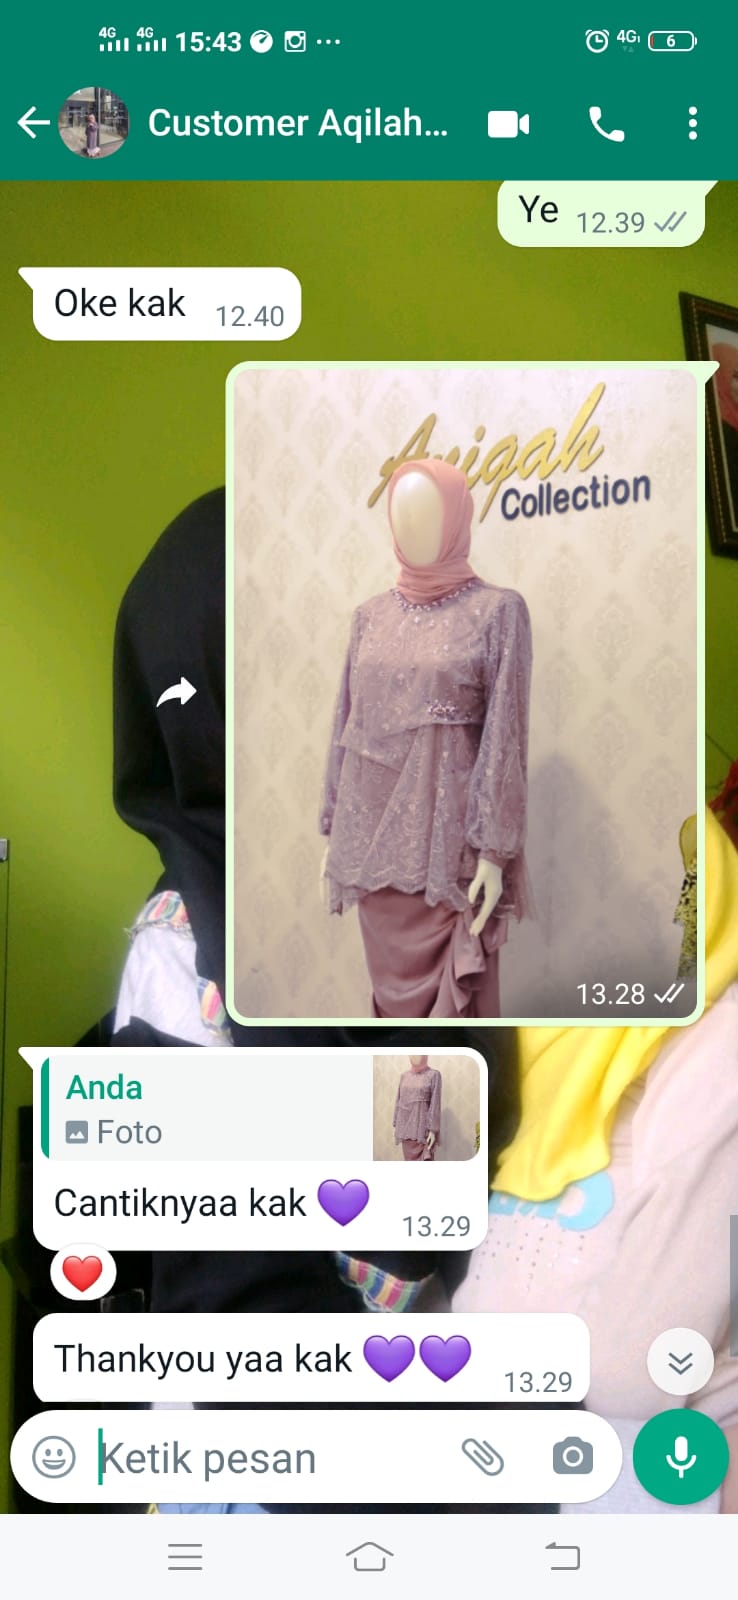 4G 4G 15:43
4G 6
Customer Aqilah...
Ye 12.39
Oke kak 12.40
Aniqah
Collection
13.28
Anda
Foto
Cantiknyaa kak 💜 13.29
Thankyou yaa kak 💜💜 13.29
Ketik pesan